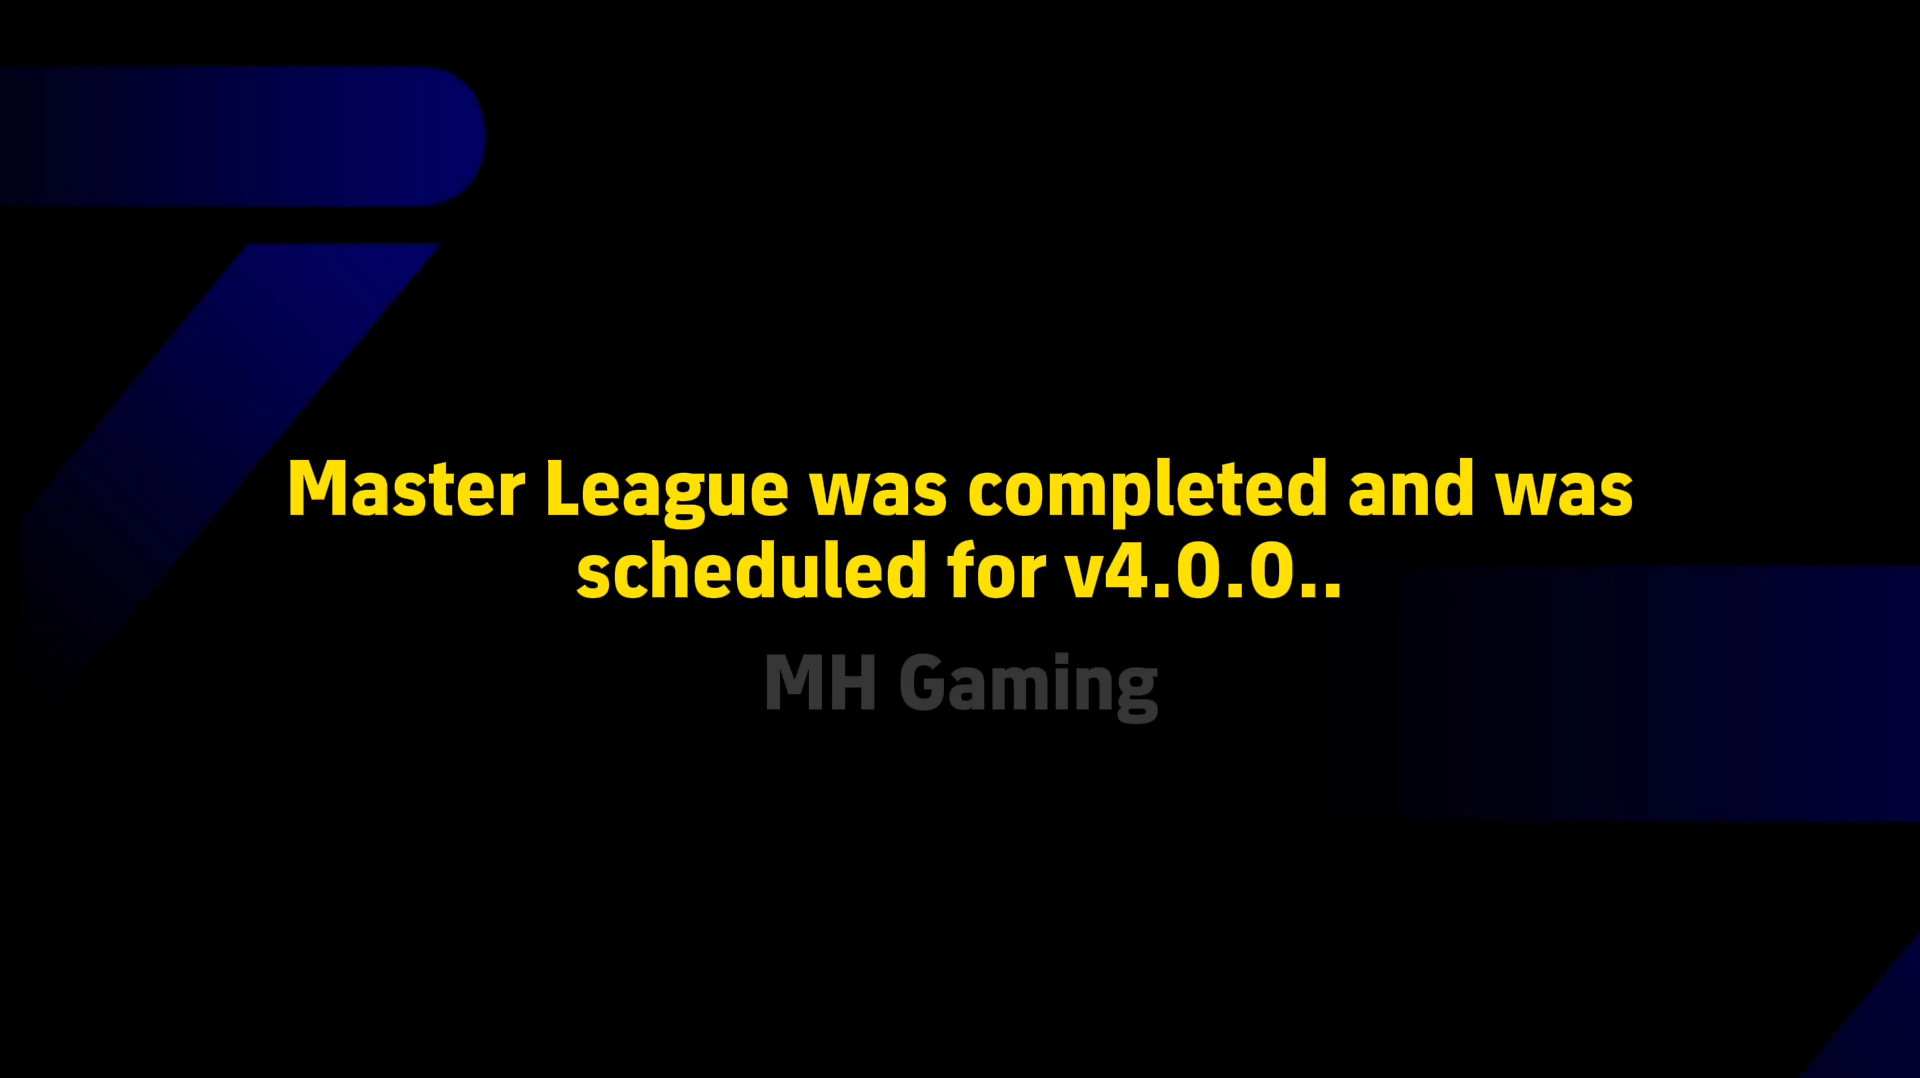 Master League was completed and was
scheduled for v4.0.0..
MH Gaming